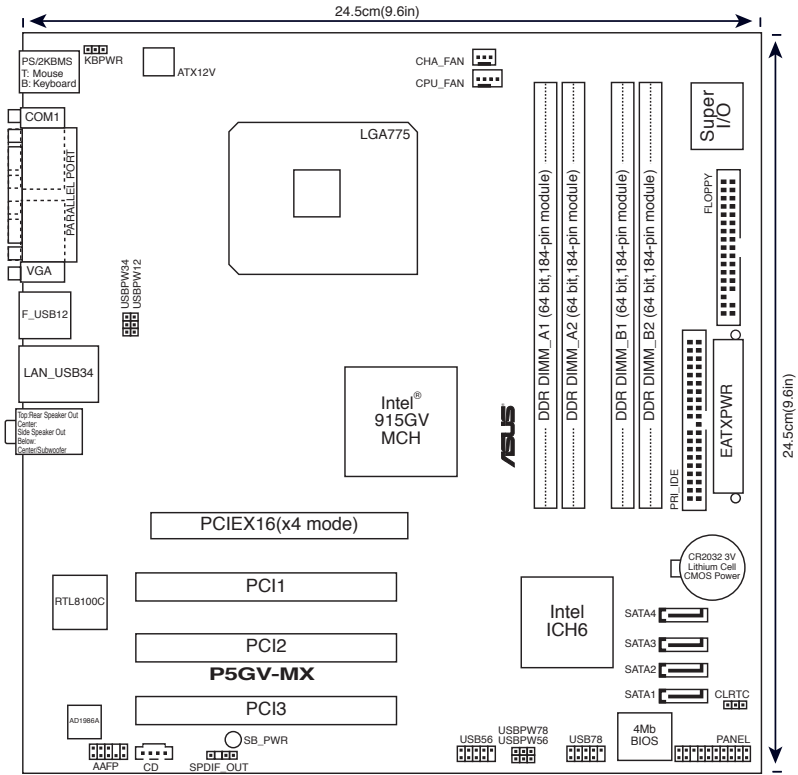 24.5cm(9.6in)
PS/2KBMS
T: Mouse
B: Keyboard
KBPWR
ATX12V
CHA_FAN
CPU_FAN
COM1
PARALLEL PORT
VGA
LGA775
Super
I/O
FLOPPY
DDR DIMM_A1 (64 bit,184-pin module)
DDR DIMM_A2 (64 bit,184-pin module)
DDR DIMM_B1 (64 bit,184-pin module)
DDR DIMM_B2 (64 bit,184-pin module)
USBPW34
USBPW12
F_USB12
LAN_USB34
Top:Rear Speaker Out
Center:
Side Speaker Out
Below:
Center/Subwoofer
Intel®
915GV
MCH
ASUS
PRI_IDE
EATXPWR
24.5cm(9.6in)
PCIEX16(x4 mode)
CR2032 3V
Lithium Cell
CMOS Power
PCI1
RTL8100C
Intel
ICH6
SATA4
SATA3
SATA2
SATA1
PCI2
P5GV-MX
PCI3
AD1986A
CLRTC
SB_PWR
AAFP
CD
SPDIF_OUT
USB56
USBPW78
USBPW56
USB78
4Mb
BIOS
PANEL